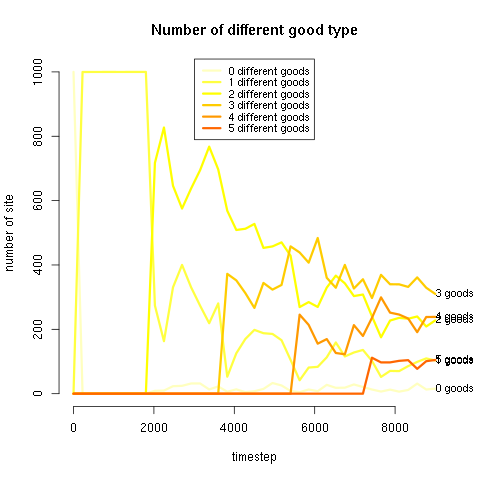 Number of different good type
0 different goods
1 different goods
2 different goods
3 different goods
4 different goods
5 different goods
number of site
1000
800
600
400
200
0
3 goods
4 goods
2 goods
5 goods
1 goods
0 goods
0
2000
4000
6000
8000
timestep